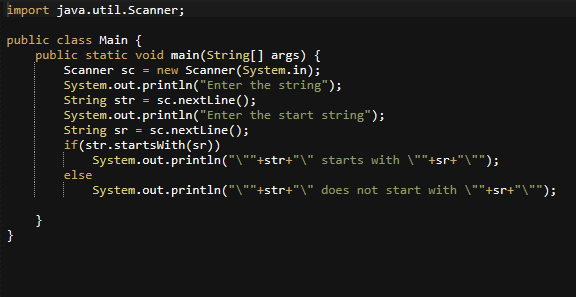 import java.util.Scanner;
public class Main {
public static void main(String[] args) {
Scanner sc = new Scanner(System.in);
System.out.println("Enter the string");
String str = sc.nextLine();
System.out.println("Enter the start string");
String sr = sc.nextLine();
if(str.startsWith(sr))
System.out.println("\""+str+"\" starts with \""+sr+"\"");
else
System.out.println("\""+str+"\" does not start with \""+sr+"\"");
}
}